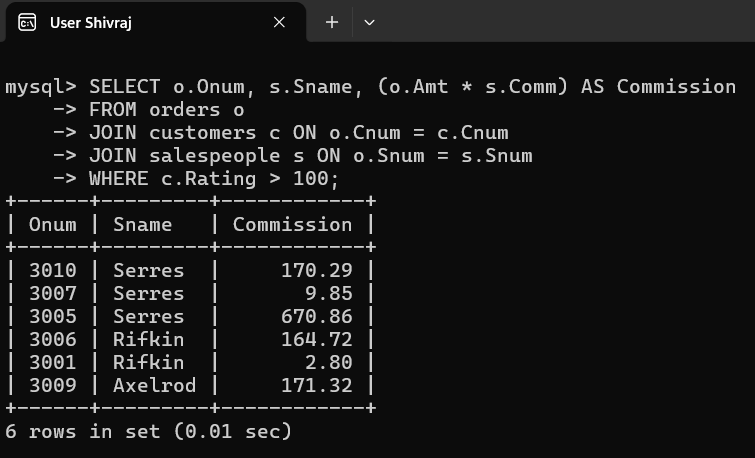 User Shivraj
mysql> SELECT o.Onum, s.Sname, (o.Amt * s.Comm) AS Commission
    -> FROM orders o
    -> JOIN customers c ON o.Cnum = c.Cnum
    -> JOIN salespeople s ON o.Snum = s.Snum
    -> WHERE c.Rating > 100;
+------+---------+------------+
| Onum | Sname   | Commission |
+------+---------+------------+
| 3010 | Serres  |     170.29 |
| 3007 | Serres  |       9.85 |
| 3005 | Serres  |     670.86 |
| 3006 | Rifkin  |     164.72 |
| 3001 | Rifkin  |       2.80 |
| 3009 | Axelrod |     171.32 |
+------+---------+------------+
6 rows in set (0.01 sec)